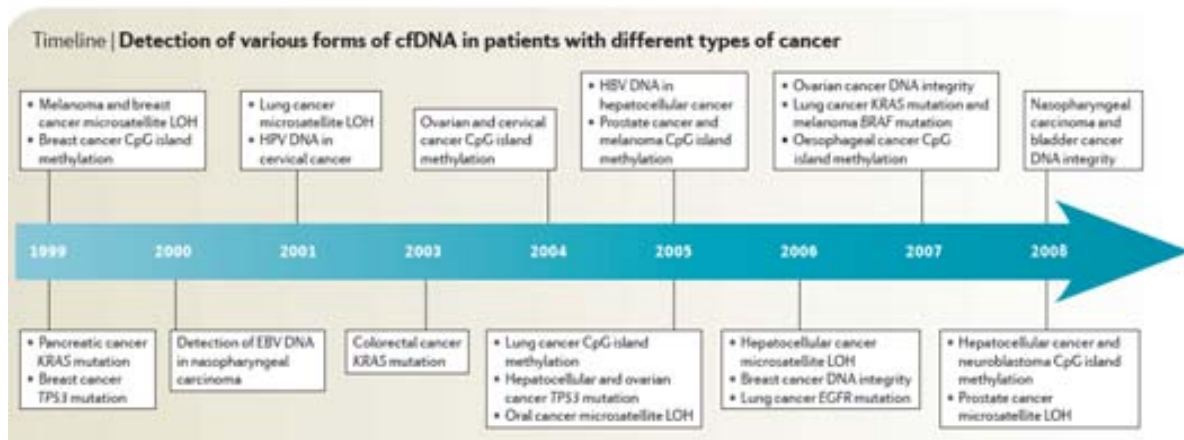 Timeline | Detection of various forms of cfDNA in patients with different types of cancer
• Melanoma and breast
cancer microsatellite LOH
• Breast cancer CpG island
methylation
• Lung cancer
microsatellite LOH
• HPV DNA in
cervical cancer
Ovarian and cervical
cancer CpG island
methylation
• HBV DNA in
hepatocellular cancer
• Prostate cancer and
melanoma CpG island
methylation
• Ovarian cancer DNA integrity
• Lung cancer KRAS mutation and
melanoma BRAF mutation
• Oesophageal cancer CpG
island methylation
Nasopharyngeal
carcinoma and
bladder cancer
DNA integrity
1999 2000 2001 2003 2004 2005 2006 2007 2008
• Pancreatic cancer
KRAS mutation
• Breast cancer
TP53 mutation
Detection of EBV DNA
in nasopharyngeal
carcinoma
Colorectal cancer
KRAS mutation
• Lung cancer CpG island
methylation
• Hepatocellular and ovarian
cancer TP53 mutation
• Oral cancer microsatellite LOH
• Hepatocellular cancer
microsatellite LOH
• Breast cancer DNA integrity
• Lung cancer EGFR mutation
• Hepatocellular cancer and
neuroblastoma CpG island
methylation
• Prostate cancer
microsatellite LOH